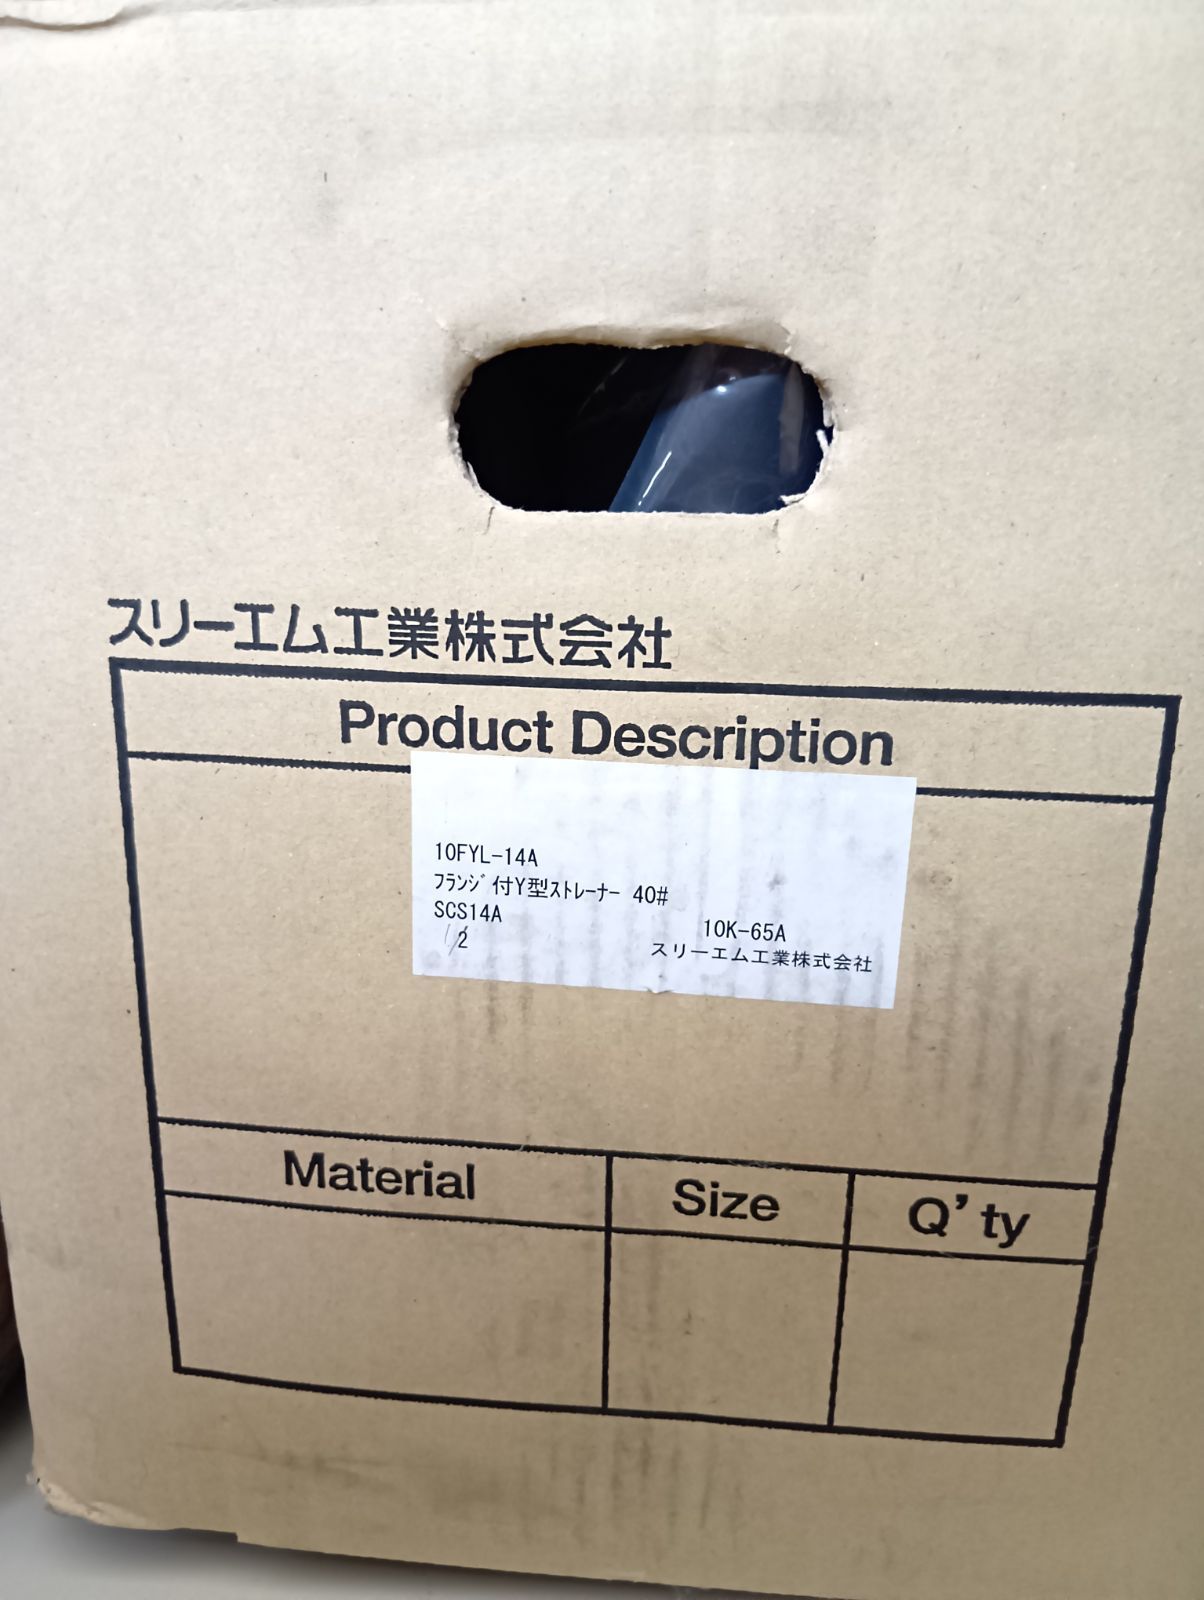 スリーエム工業株式会社
Product Description
10FYL-14A
ﾌﾗﾝｼﾞ付Y型ｽﾄﾚｰﾅｰ 40#
SCS14A
10K-65A
1/2
スリーエム工業株式会社
Material
Size
Q'ty